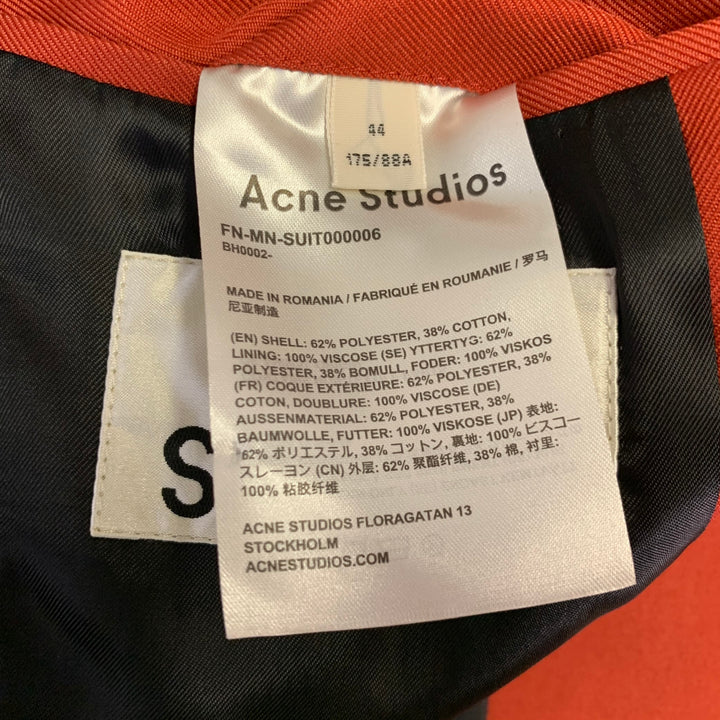 44
175/88A
Acne Studios
FN-MN-SUIT000006
BH0002-
MADE IN ROMANIA / FABRIQUÉ EN ROUMANIE / 罗马
尼亚制造
(EN) SHELL: 62% POLYESTER, 38% COTTON,
LINING: 100% VISCOSE (SE) YTTERTYG: 62%
POLYESTER, 38% BOMULL, FODER: 100% VISKOS
(FR) COQUE EXTÉRIEURE: 62% POLYESTER, 38%
COTON, DOUBLURE: 100% VISCOSE (DE)
AUSSENMATERIAL: 62% POLYESTER, 38%
BAUMWOLLE, FUTTER: 100% VISKOSE (JP) 表地:
62% ポリエステル, 38% コットン, 裏地: 100% ビスコー
スレーヨン (CN) 外层: 62% 聚酯纤维, 38% 棉, 衬里:
100% 粘胶纤维
ACNE STUDIOS FLORAGATAN 13
STOCKHOLM
ACNESTUDIOS.COM
S